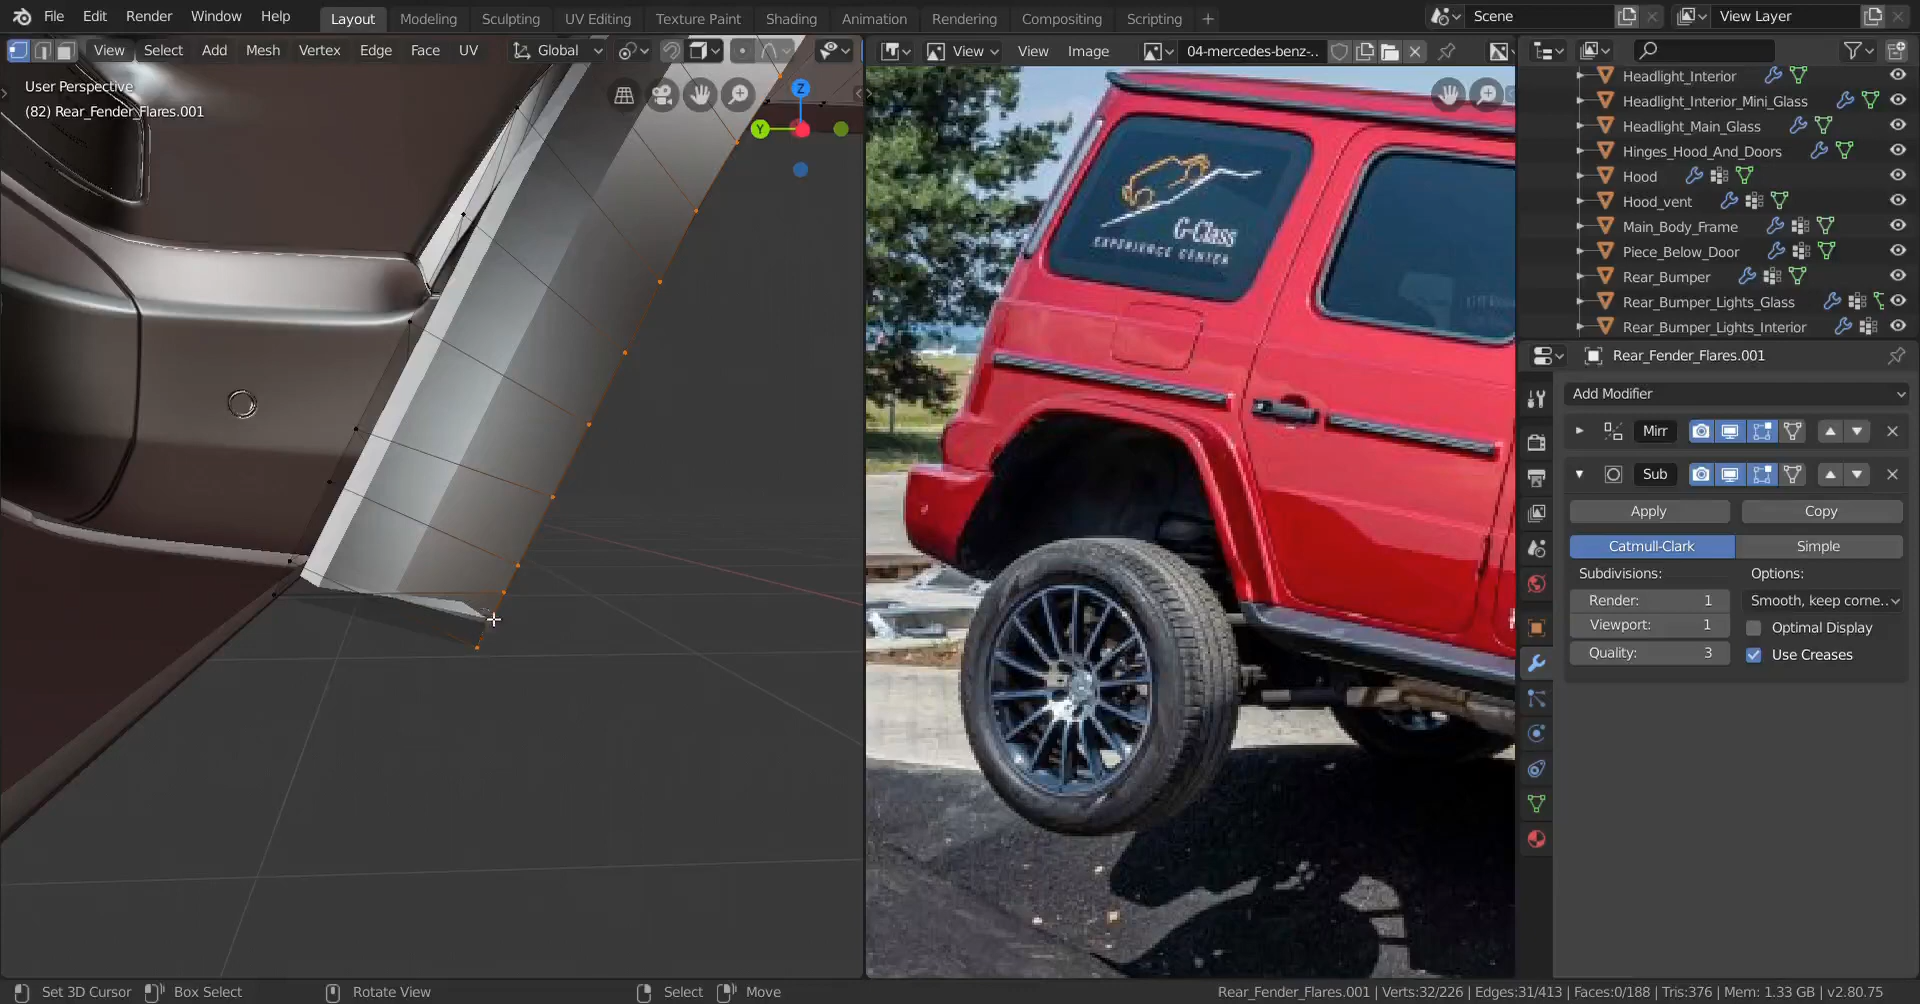 File Edit Render Window Help Layout Modeling Sculpting UV Editing Texture Paint Shading Animation Rendering Compositing Scripting + Scene View Layer
View Select Add Mesh Vertex Edge Face UV Global View View Image 04-mercedes-benz-..
User Perspective
(82) Rear_Fender_Flares.001
Z
Y
G-Class
EXPERIENCE CENTER
Headlight_Interior
Headlight_Interior_Mini_Glass
Headlight_Main_Glass
Hinges_Hood_And_Doors
Hood
Hood_vent
Main_Body_Frame
Piece_Below_Door
Rear_Bumper
Rear_Bumper_Lights_Glass
Rear_Bumper_Lights_Interior
Rear_Fender_Flares.001
Add Modifier
Mirr
Sub
Apply Copy
Catmull-Clark Simple
Subdivisions: Options:
Render: 1 Smooth, keep corne..
Viewport: 1 Optimal Display
Quality: 3 Use Creases
Set 3D Cursor Box Select Rotate View Select Move Rear_Fender_Flares.001 | Verts:32/226 | Edges:31/413 | Faces:0/188 | Tris:376 | Mem: 1.33 GB | v2.80.75